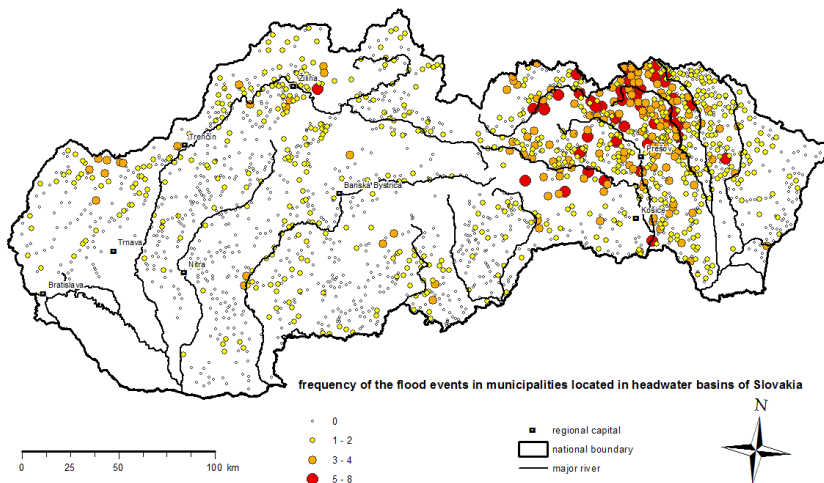 Žilina
Trenčín
Prešov
Banská Bystrica
Košice
Trnava
Nitra
Bratislava
frequency of the flood events in municipalities located in headwater basins of Slovakia
0
1 - 2
3 - 4
5 - 8
regional capital
national boundary
major river
N
0 25 50 100 km